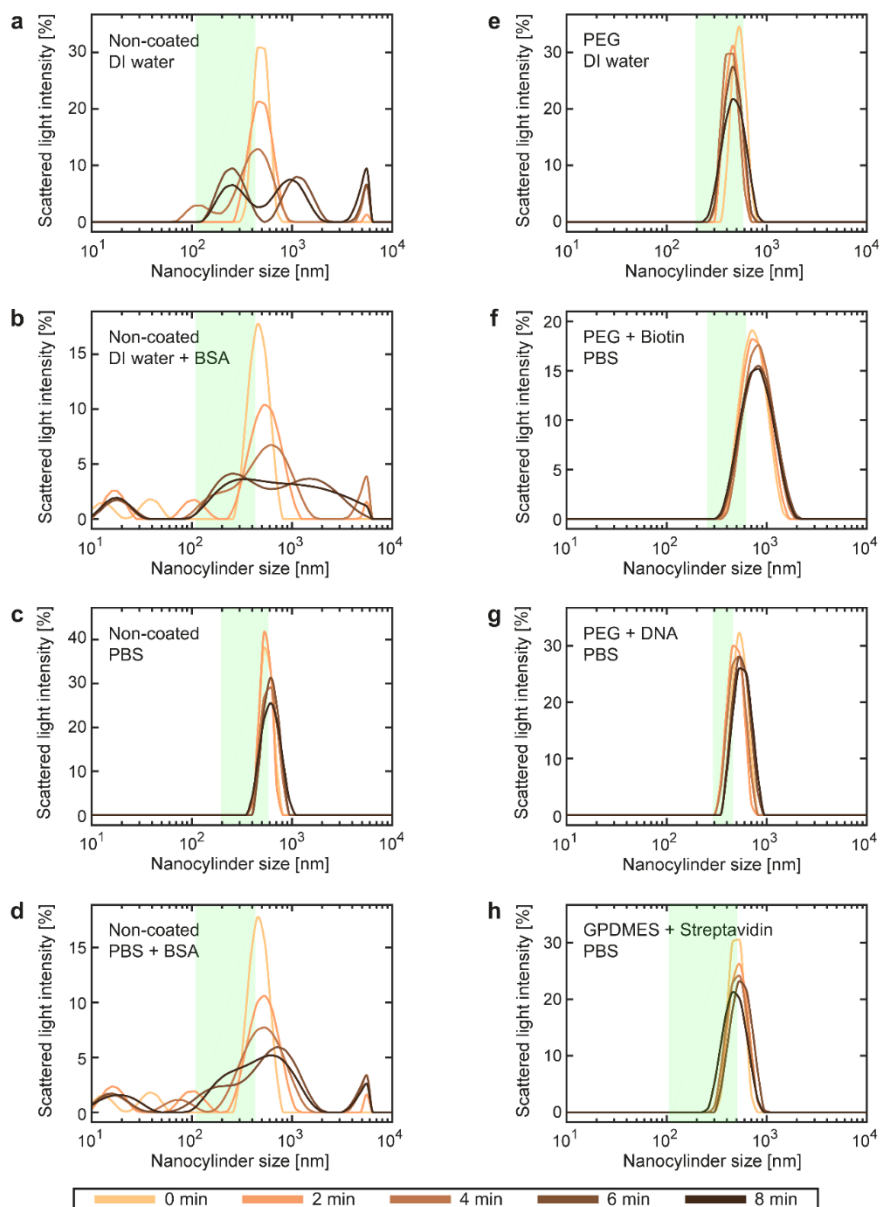 a
Non-coated
DI water
Scattered light intensity [%]
30
20
10
0
10¹ 10² 10³ 10⁴
Nanocylinder size [nm]
b
Non-coated
DI water + BSA
Scattered light intensity [%]
15
10
5
0
10¹ 10² 10³ 10⁴
Nanocylinder size [nm]
c
Non-coated
PBS
Scattered light intensity [%]
40
30
20
10
0
10¹ 10² 10³ 10⁴
Nanocylinder size [nm]
d
Non-coated
PBS + BSA
Scattered light intensity [%]
15
10
5
0
10¹ 10² 10³ 10⁴
Nanocylinder size [nm]
e
PEG
DI water
Scattered light intensity [%]
30
20
10
0
10¹ 10² 10³ 10⁴
Nanocylinder size [nm]
f
PEG + Biotin
PBS
Scattered light intensity [%]
20
15
10
5
0
10¹ 10² 10³ 10⁴
Nanocylinder size [nm]
g
PEG + DNA
PBS
Scattered light intensity [%]
30
20
10
0
10¹ 10² 10³ 10⁴
Nanocylinder size [nm]
h
GPDMES + Streptavidin
PBS
Scattered light intensity [%]
30
20
10
0
10¹ 10² 10³ 10⁴
Nanocylinder size [nm]
0 min 2 min 4 min 6 min 8 min